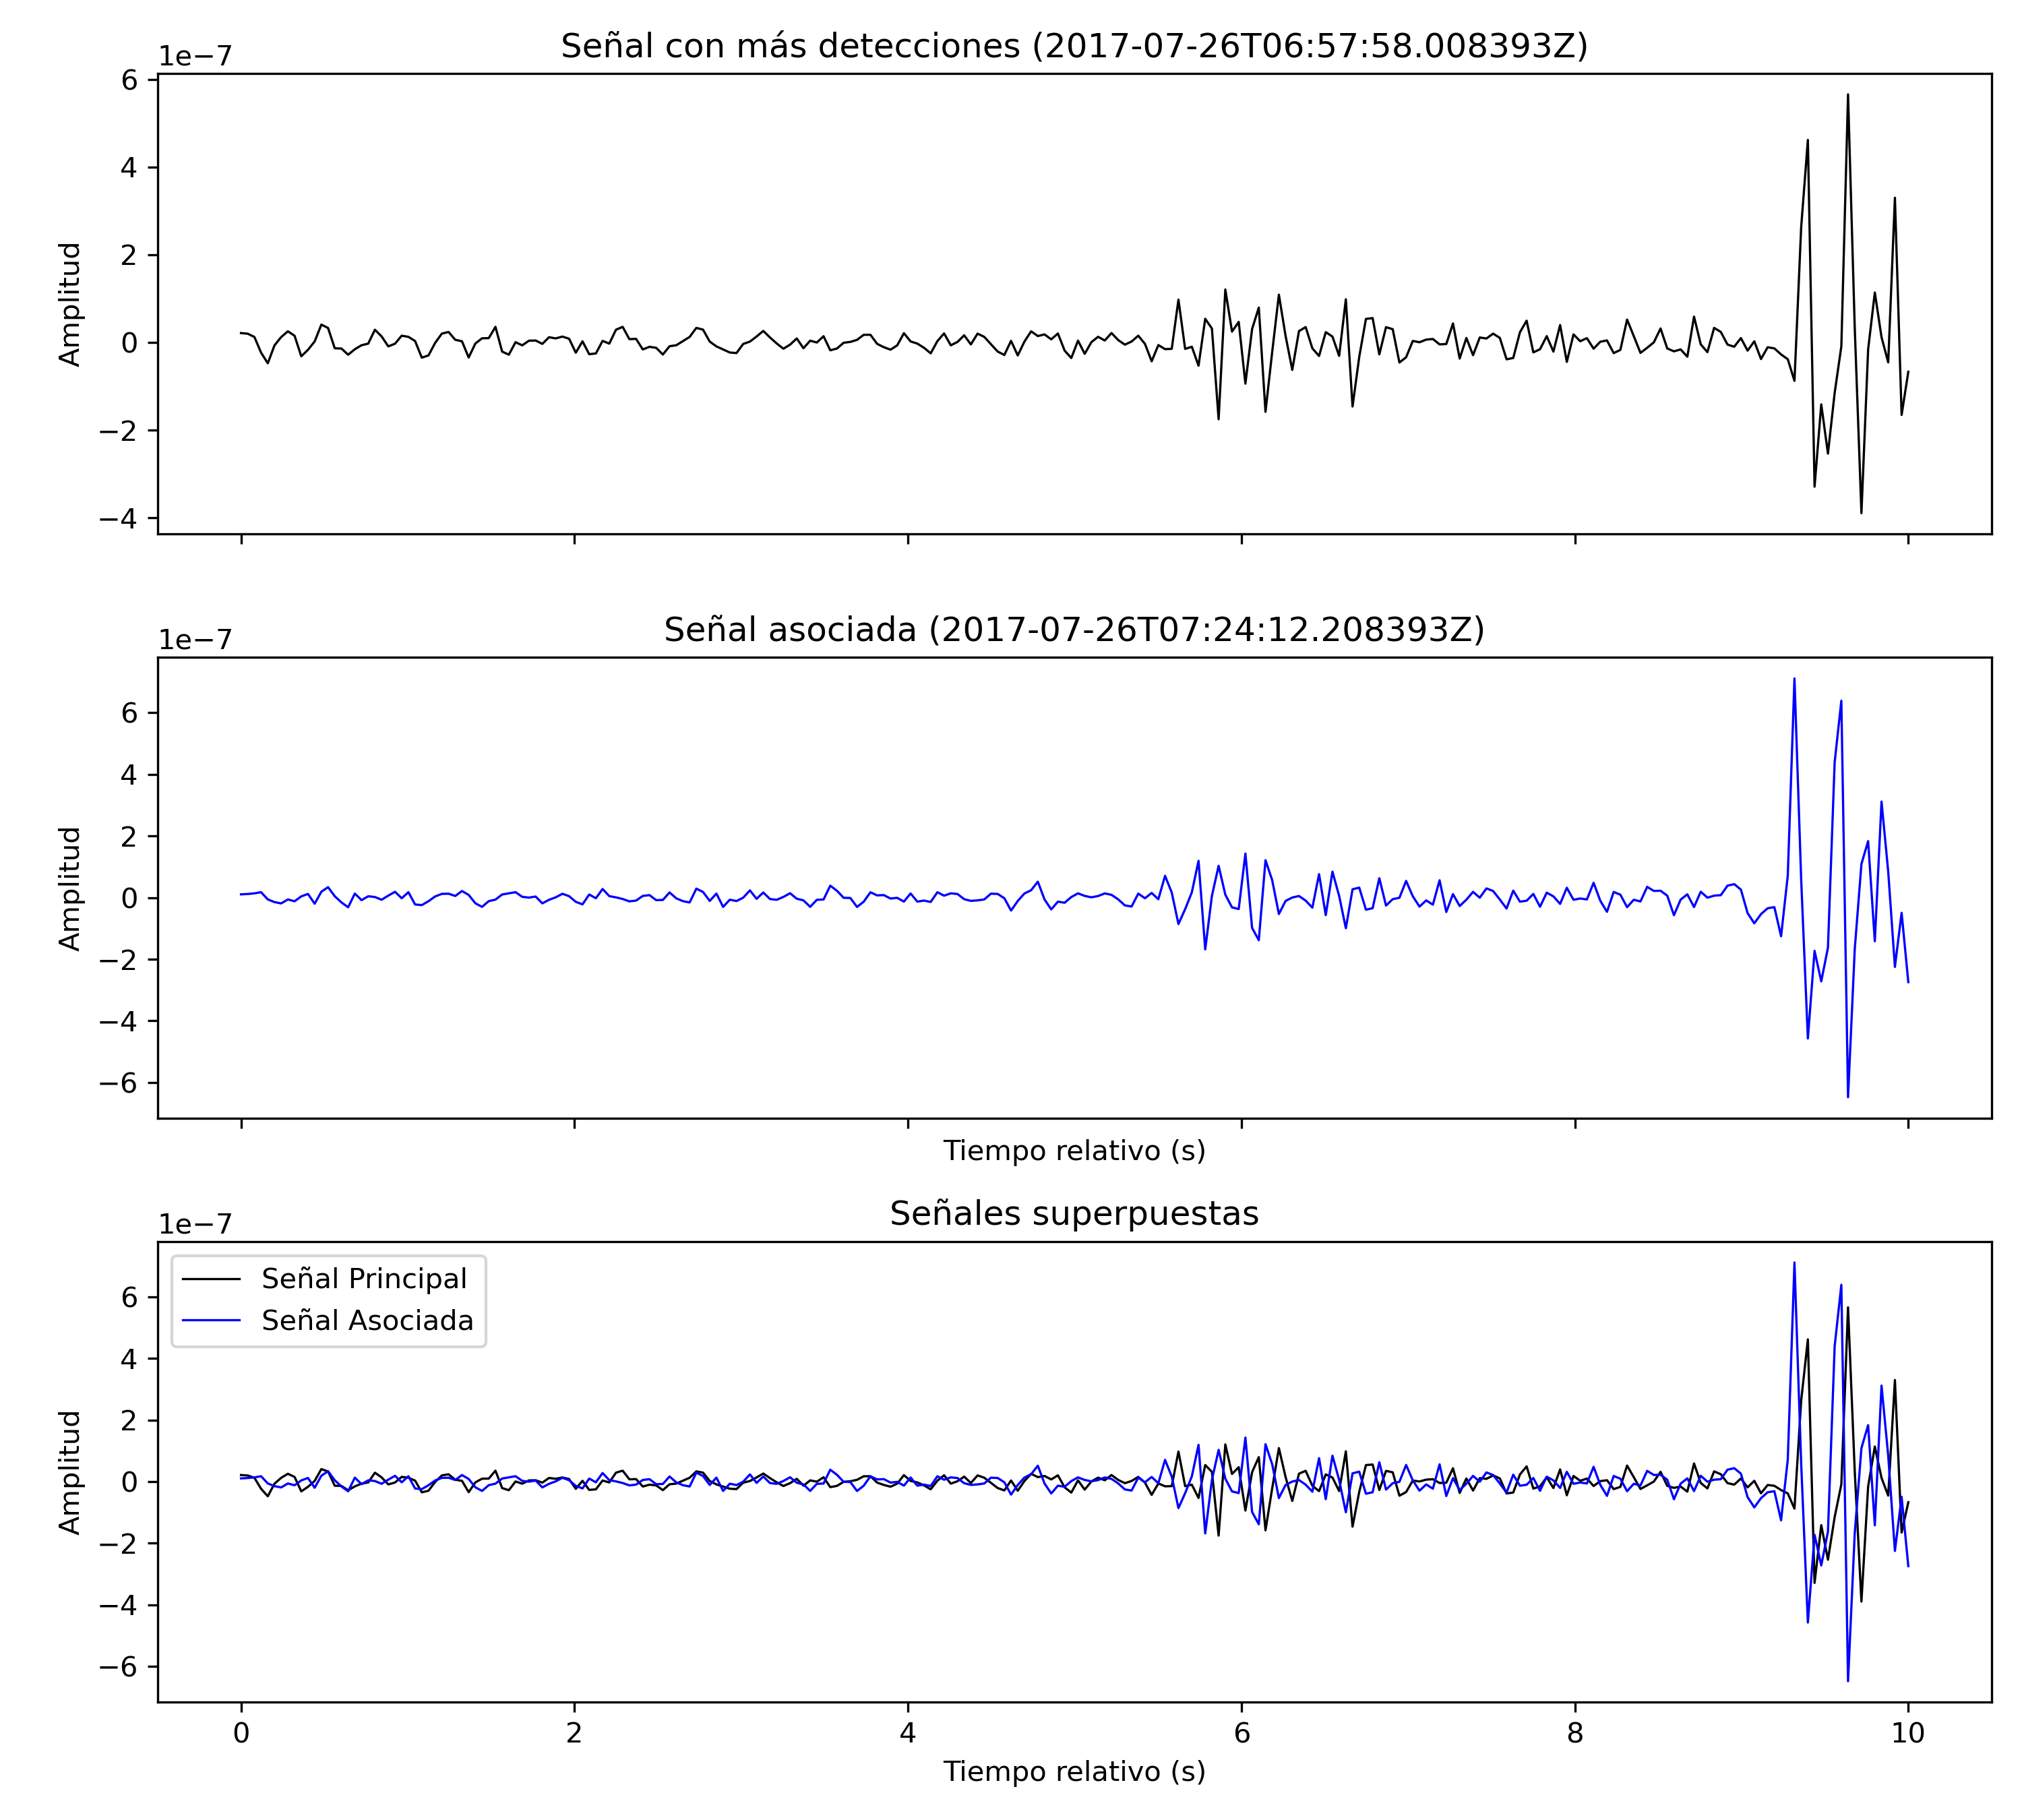 Señal con más detecciones (2017-07-26T06:57:58.008393Z)
1e−7
6
4
2
0
−2
−4
Amplitud
Señal asociada (2017-07-26T07:24:12.208393Z)
1e−7
6
4
2
0
−2
−4
−6
Amplitud
Tiempo relativo (s)
Señales superpuestas
1e−7
Señal Principal
Señal Asociada
6
4
2
0
−2
−4
−6
Amplitud
0 2 4 6 8 10
Tiempo relativo (s)